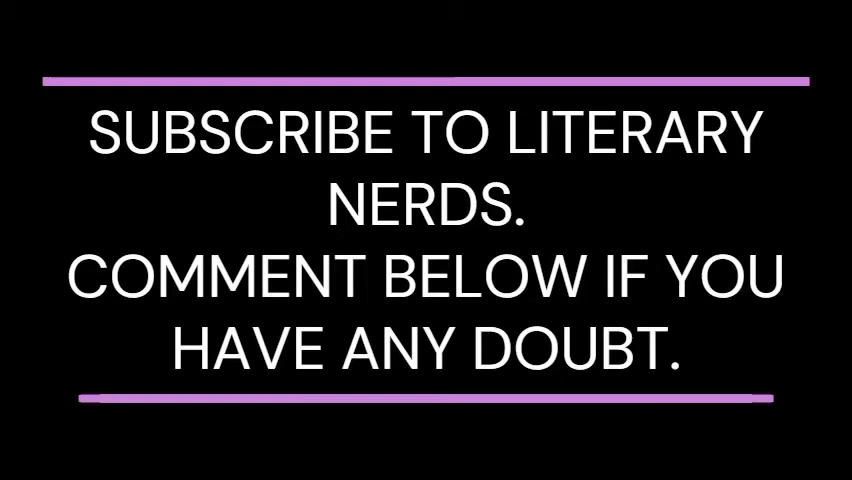 SUBSCRIBE TO LITERARY
NERDS.
COMMENT BELOW IF YOU
HAVE ANY DOUBT.